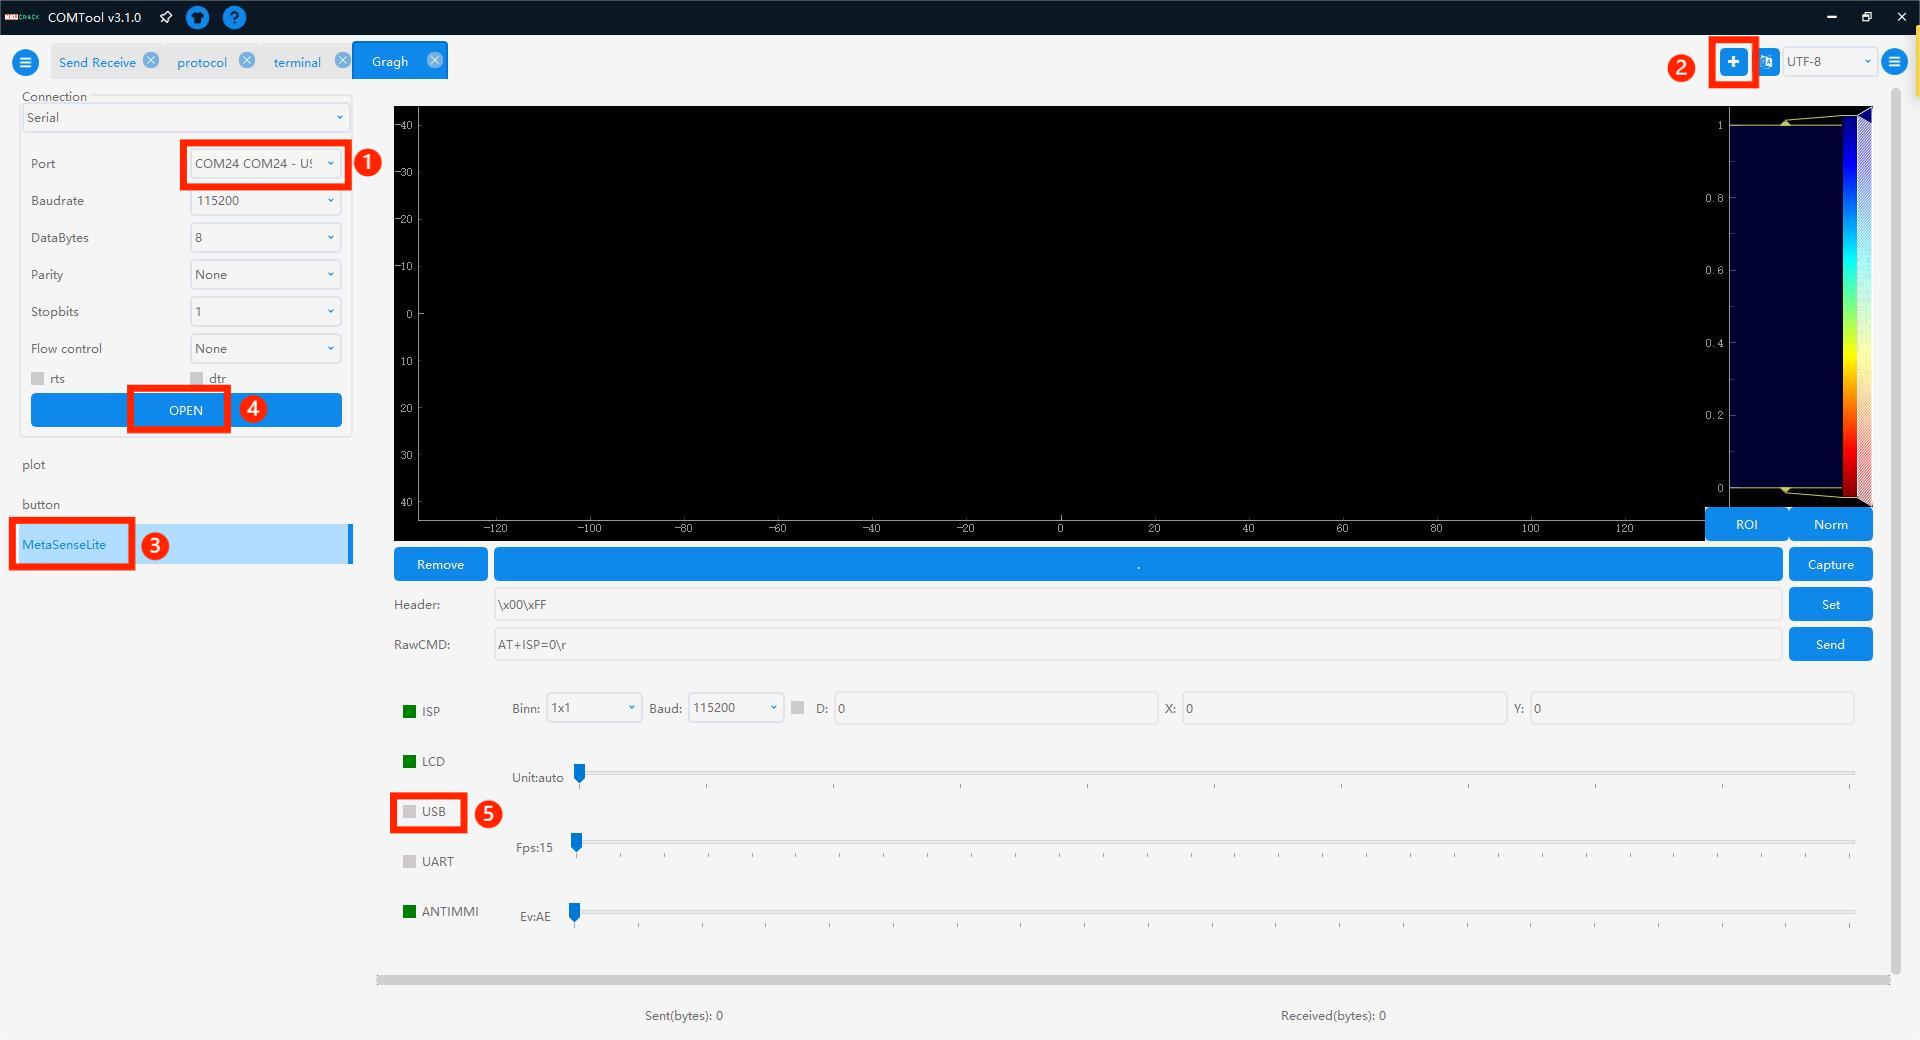 COMTool v3.1.0
?
Send Receive
protocol
terminal
Gragh
2
+
UTF-8
Connection
Serial
Port
COM24 COM24 - US
1
Baudrate
115200
DataBytes
8
Parity
None
Stopbits
1
Flow control
None
rts
dtr
OPEN
4
plot
button
MetaSenseLite
3
-40
-30
-20
-10
0
10
20
30
40
-120
-100
-80
-60
-40
-20
0
20
40
60
80
100
120
1
0.8
0.6
0.4
0.2
0
ROI
Norm
Remove
.
Capture
Header:
\x00\xFF
Set
RawCMD:
AT+ISP=0\r
Send
ISP
Binn:
1x1
Baud:
115200
D:
0
X:
0
Y:
0
LCD
Unit:auto
USB
5
Fps:15
UART
ANTIMMI
Ev:AE
Sent(bytes): 0
Received(bytes): 0